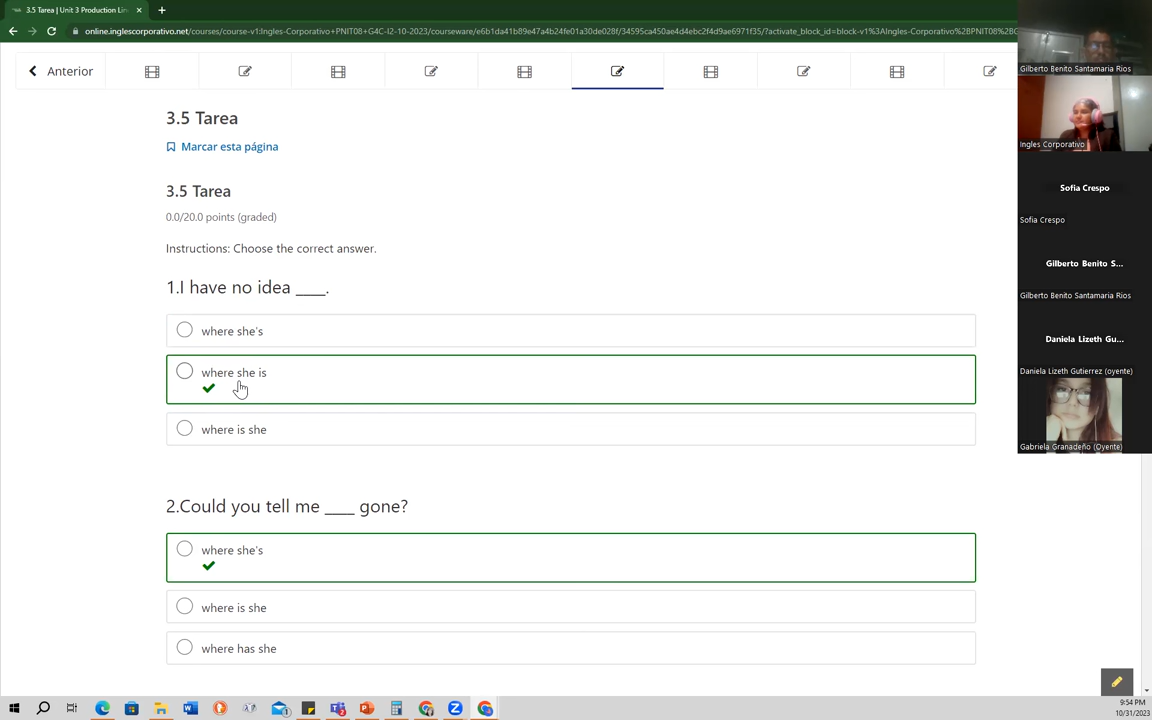 3.5 Tarea | Unit 3 Production Lin
online.inglescorporativo.net/courses/course-v1:Ingles-Corporativo+PNIT08+G4C-I2-10-2023/courseware/e6b1da41b89e47a4b24fe01a30de028f/34595ca450ae4d4ebc2f4d9ae6971f35/?activate_block_id=block-v1%3AIngles-Corporativo%2BPNIT08%2BG
Anterior
3.5 Tarea
Marcar esta página
3.5 Tarea
0.0/20.0 points (graded)
Instructions: Choose the correct answer.
1.I have no idea ____.
where she's
where she is
where is she
2.Could you tell me ____ gone?
where she's
where is she
where has she
Gilberto Benito Santamaria Rios
Ingles Corporativo
Sofia Crespo
Sofia Crespo
Gilberto Benito S...
Gilberto Benito Santamaria Rios
Daniela Lizeth Gu...
Daniela Lizeth Gutierrez (oyente)
Gabriela Granadeño (Oyente)
9:54 PM
10/31/2023